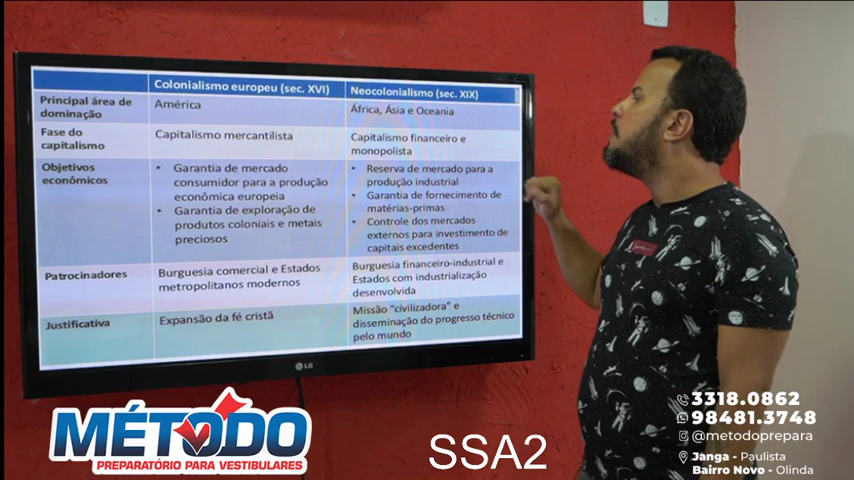 Colonialismo europeu (sec. XVI)
Neocolonialismo (sec. XIX)
Principal área de
dominação
América
África, Ásia e Oceania
Fase do
capitalismo
Capitalismo mercantilista
Capitalismo financeiro e
monopolista
Objetivos
econômicos
• Garantia de mercado
consumidor para a produção
econômica europeia
• Garantia de exploração de
produtos coloniais e metais
preciosos
• Reserva de mercado para a
produção industrial
• Garantia de fornecimento de
matérias-primas
• Controle dos mercados
externos para investimento de
capitais excedentes
Patrocinadores
Burguesia comercial e Estados
metropolitanos modernos
Burguesia financeiro-industrial e
Estados com industrialização
desenvolvida
Justificativa
Expansão da fé cristã
Missão “civilizadora” e
disseminação do progresso técnico
pelo mundo
LG
MÉTODO
PREPARATÓRIO PARA VESTIBULARES
SSA2
3318.0862
98481.3748
@metodoprepara
Janga - Paulista
Bairro Novo - Olinda